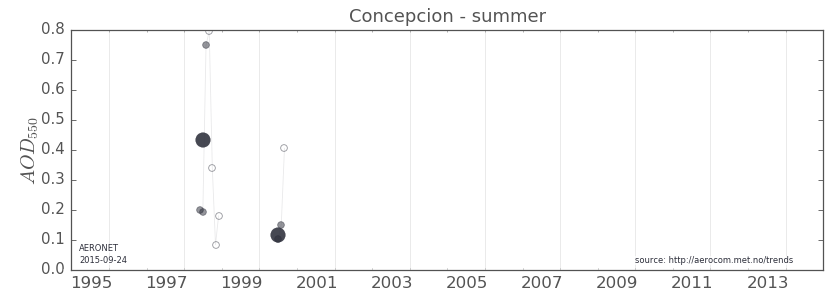 Concepcion - summer
0.8
0.7
0.6
0.5
0.4
0.3
0.2
0.1
0.0
AOD550
AERONET
2015-09-24
source: http://aerocom.met.no/trends
1995 1997 1999 2001 2003 2005 2007 2009 2011 2013